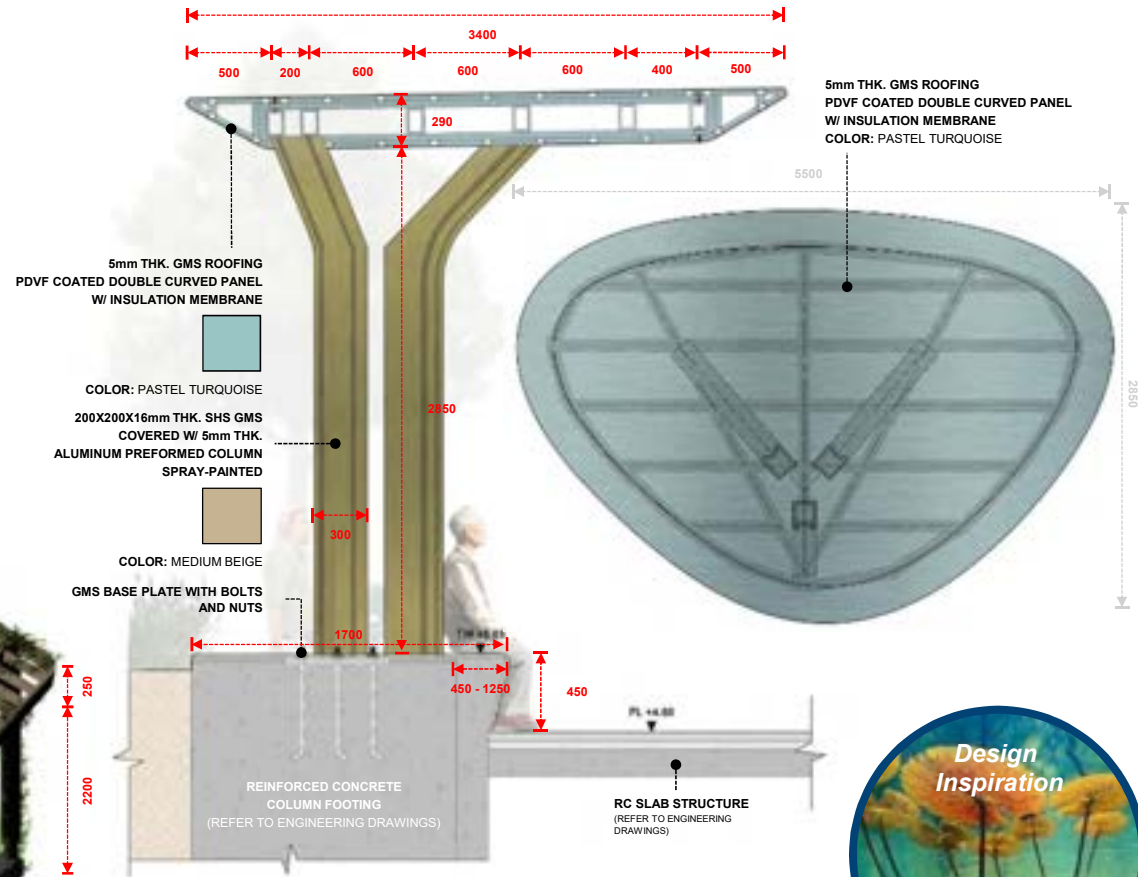 3400
500
200
600
600
600
400
500
290
5mm THK. GMS ROOFING
PDVF COATED DOUBLE CURVED PANEL
W/ INSULATION MEMBRANE
COLOR: PASTEL TURQUOISE
5500
2850
5mm THK. GMS ROOFING
PDVF COATED DOUBLE CURVED PANEL
W/ INSULATION MEMBRANE
COLOR: PASTEL TURQUOISE
200X200X16mm THK. SHS GMS
COVERED W/ 5mm THK.
ALUMINUM PREFORMED COLUMN
SPRAY-PAINTED
COLOR: MEDIUM BEIGE
GMS BASE PLATE WITH BOLTS
AND NUTS
2850
300
1700
450 - 1250
450
250
2200
REINFORCED CONCRETE
COLUMN FOOTING
(REFER TO ENGINEERING DRAWINGS)
RC SLAB STRUCTURE
(REFER TO ENGINEERING
DRAWINGS)
Design
Inspiration